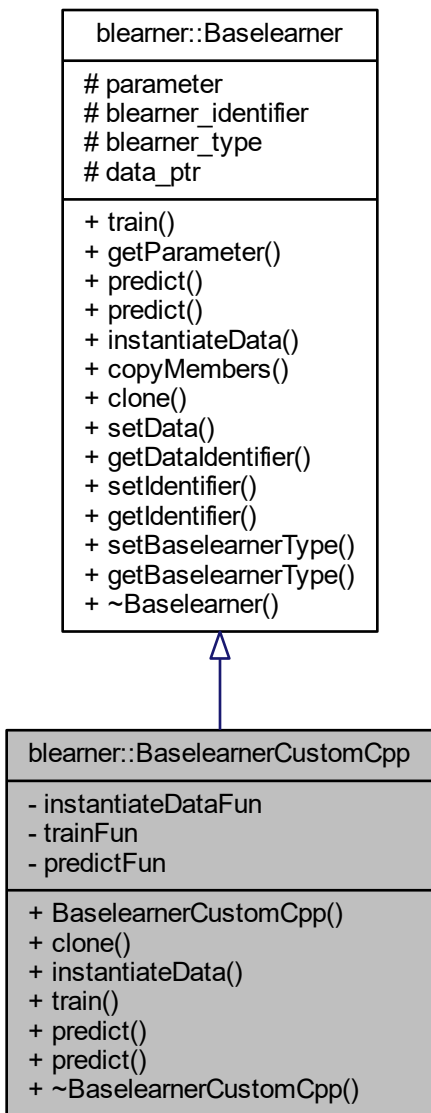 blearner::Baselearner
# parameter
# blearner_identifier
# blearner_type
# data_ptr
+ train()
+ getParameter()
+ predict()
+ predict()
+ instantiateData()
+ copyMembers()
+ clone()
+ setData()
+ getDataIdentifier()
+ setIdentifier()
+ getIdentifier()
+ setBaselearnerType()
+ getBaselearnerType()
+ ~Baselearner()
blearner::BaselearnerCustomCpp
- instantiateDataFun
- trainFun
- predictFun
+ BaselearnerCustomCpp()
+ clone()
+ instantiateData()
+ train()
+ predict()
+ predict()
+ ~BaselearnerCustomCpp()